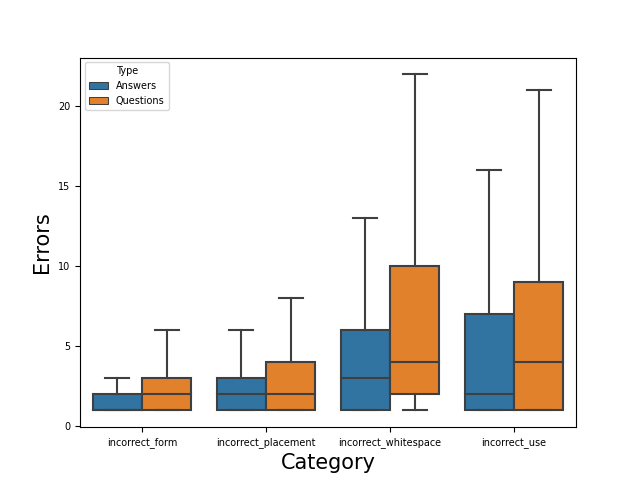 Type
Answers
Questions
20
15
10
5
0
Errors
incorrect_form incorrect_placement incorrect_whitespace incorrect_use
Category